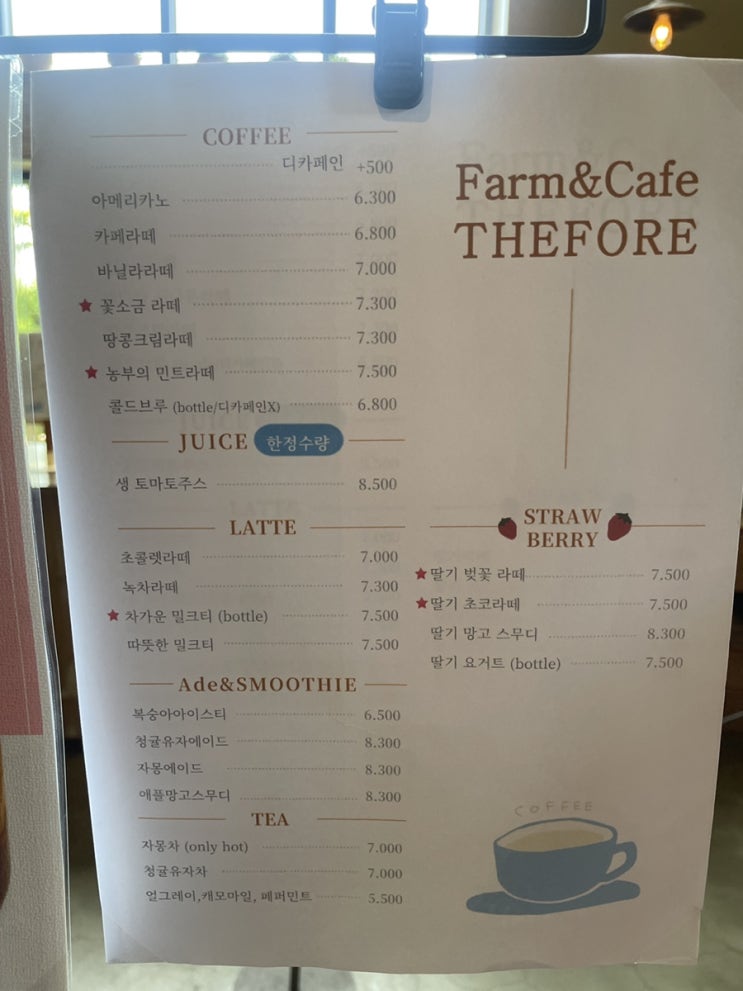 COFFEE
디카페인 +500
아메리카노 6.300
카페라떼 6.800
바닐라라떼 7.000
꽃소금 라떼 7.300
땅콩크림라떼 7.300
농부의 민트라떼 7.500
콜드브루 (bottle/디카페인X) 6.800
JUICE 한정수량
생 토마토주스 8.500
LATTE
초콜렛라떼 7.000
녹차라떼 7.300
차가운 밀크티 (bottle) 7.500
따뜻한 밀크티 7.500
Ade&SMOOTHIE
복숭아아이스티 6.500
청귤유자에이드 8.300
자몽에이드 8.300
애플망고스무디 8.300
TEA
자몽차 (only hot) 7.000
청귤유자차 7.000
얼그레이,캐모마일, 페퍼민트 5.500
Farm&Cafe
THEFORE
STRAW
BERRY
딸기 벚꽃 라떼 7.500
딸기 초코라떼 7.500
딸기 망고 스무디 8.300
딸기 요거트 (bottle) 7.500
COFFEE